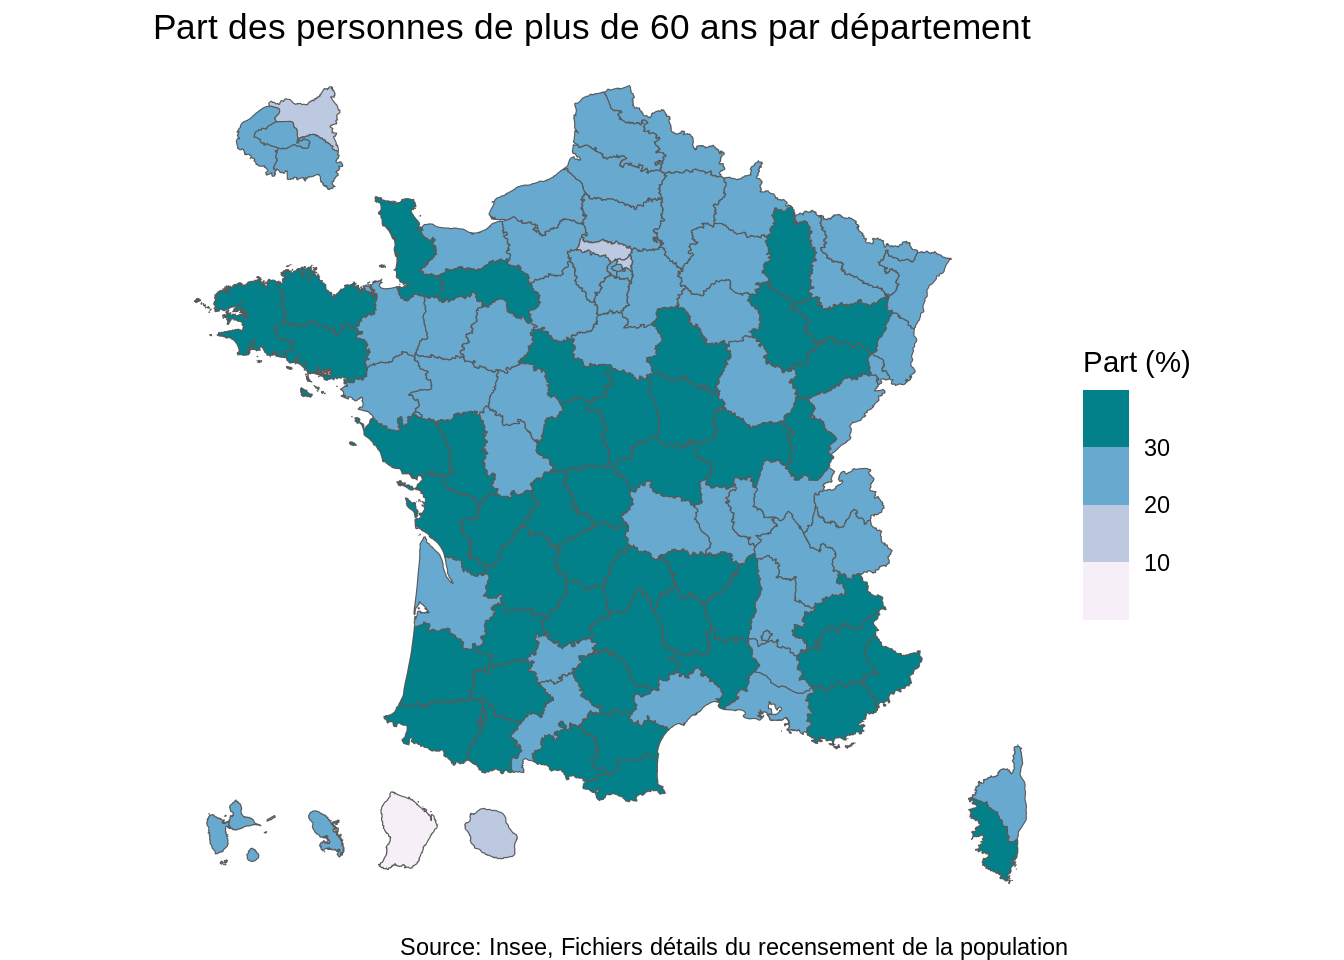 Part des personnes de plus de 60 ans par département
Part (%)
30
20
10
Source: Insee, Fichiers détails du recensement de la population